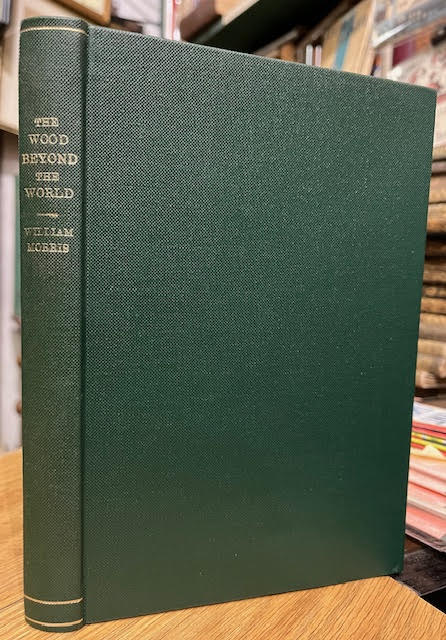 THE
WOOD
BEYOND
THE
WORLD
WILLIAM
MORRIS